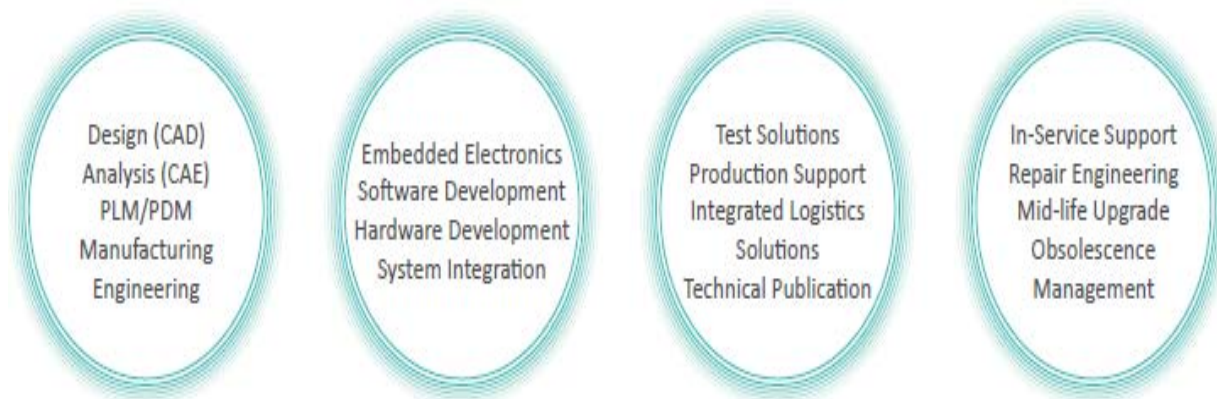 Design (CAD)
Analysis (CAE)
PLM/PDM
Manufacturing
Engineering
Embedded Electronics
Software Development
Hardware Development
System Integration
Test Solutions
Production Support
Integrated Logistics
Solutions
Technical Publication
In-Service Support
Repair Engineering
Mid-life Upgrade
Obsolescence
Management